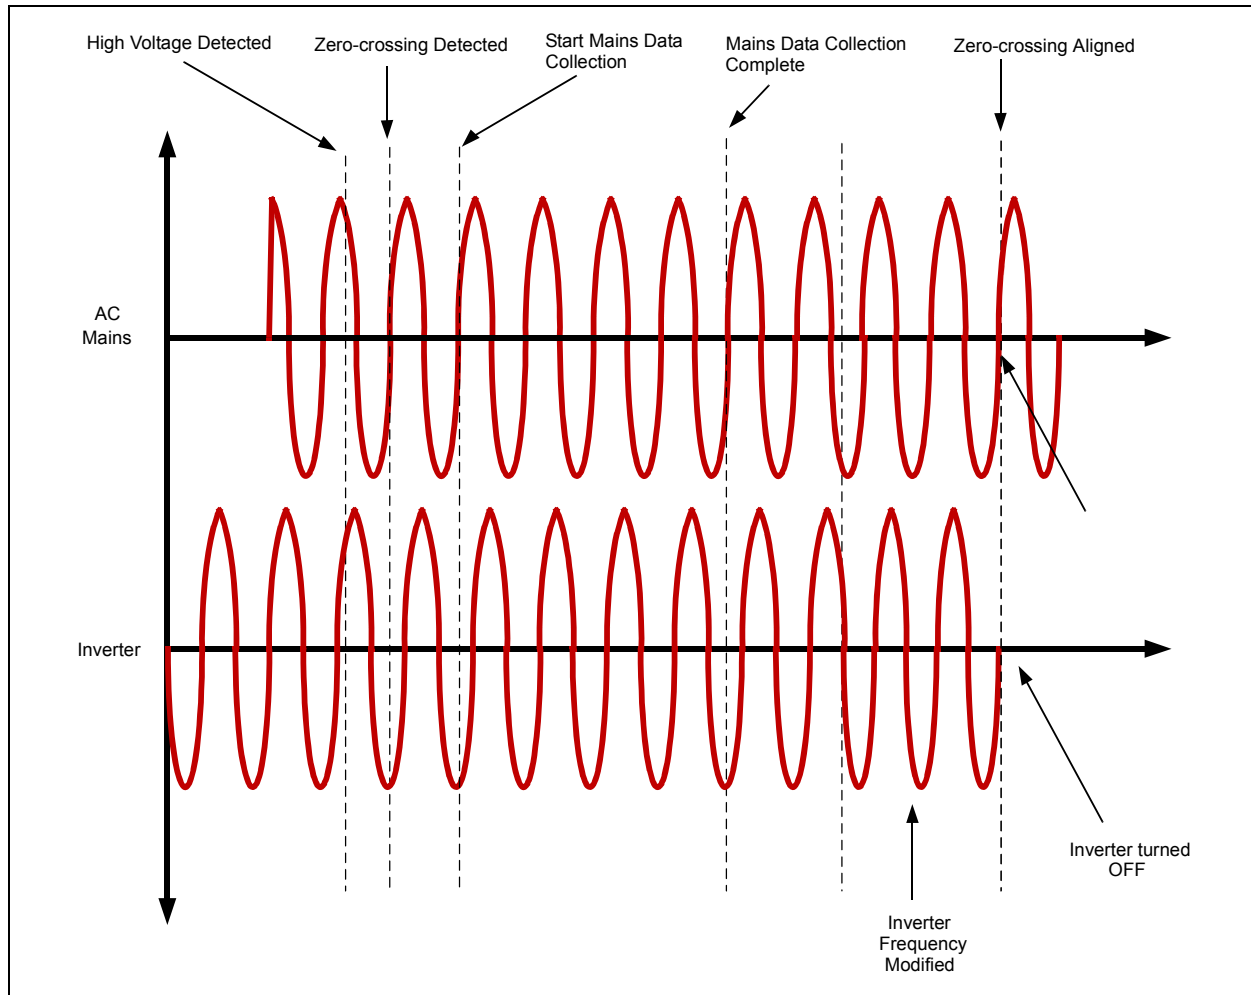 High Voltage Detected
Zero-crossing Detected
Start Mains Data
Collection
Mains Data Collection
Complete
Zero-crossing Aligned
AC
Mains
Inverter
Inverter turned
OFF
Inverter
Frequency
Modified